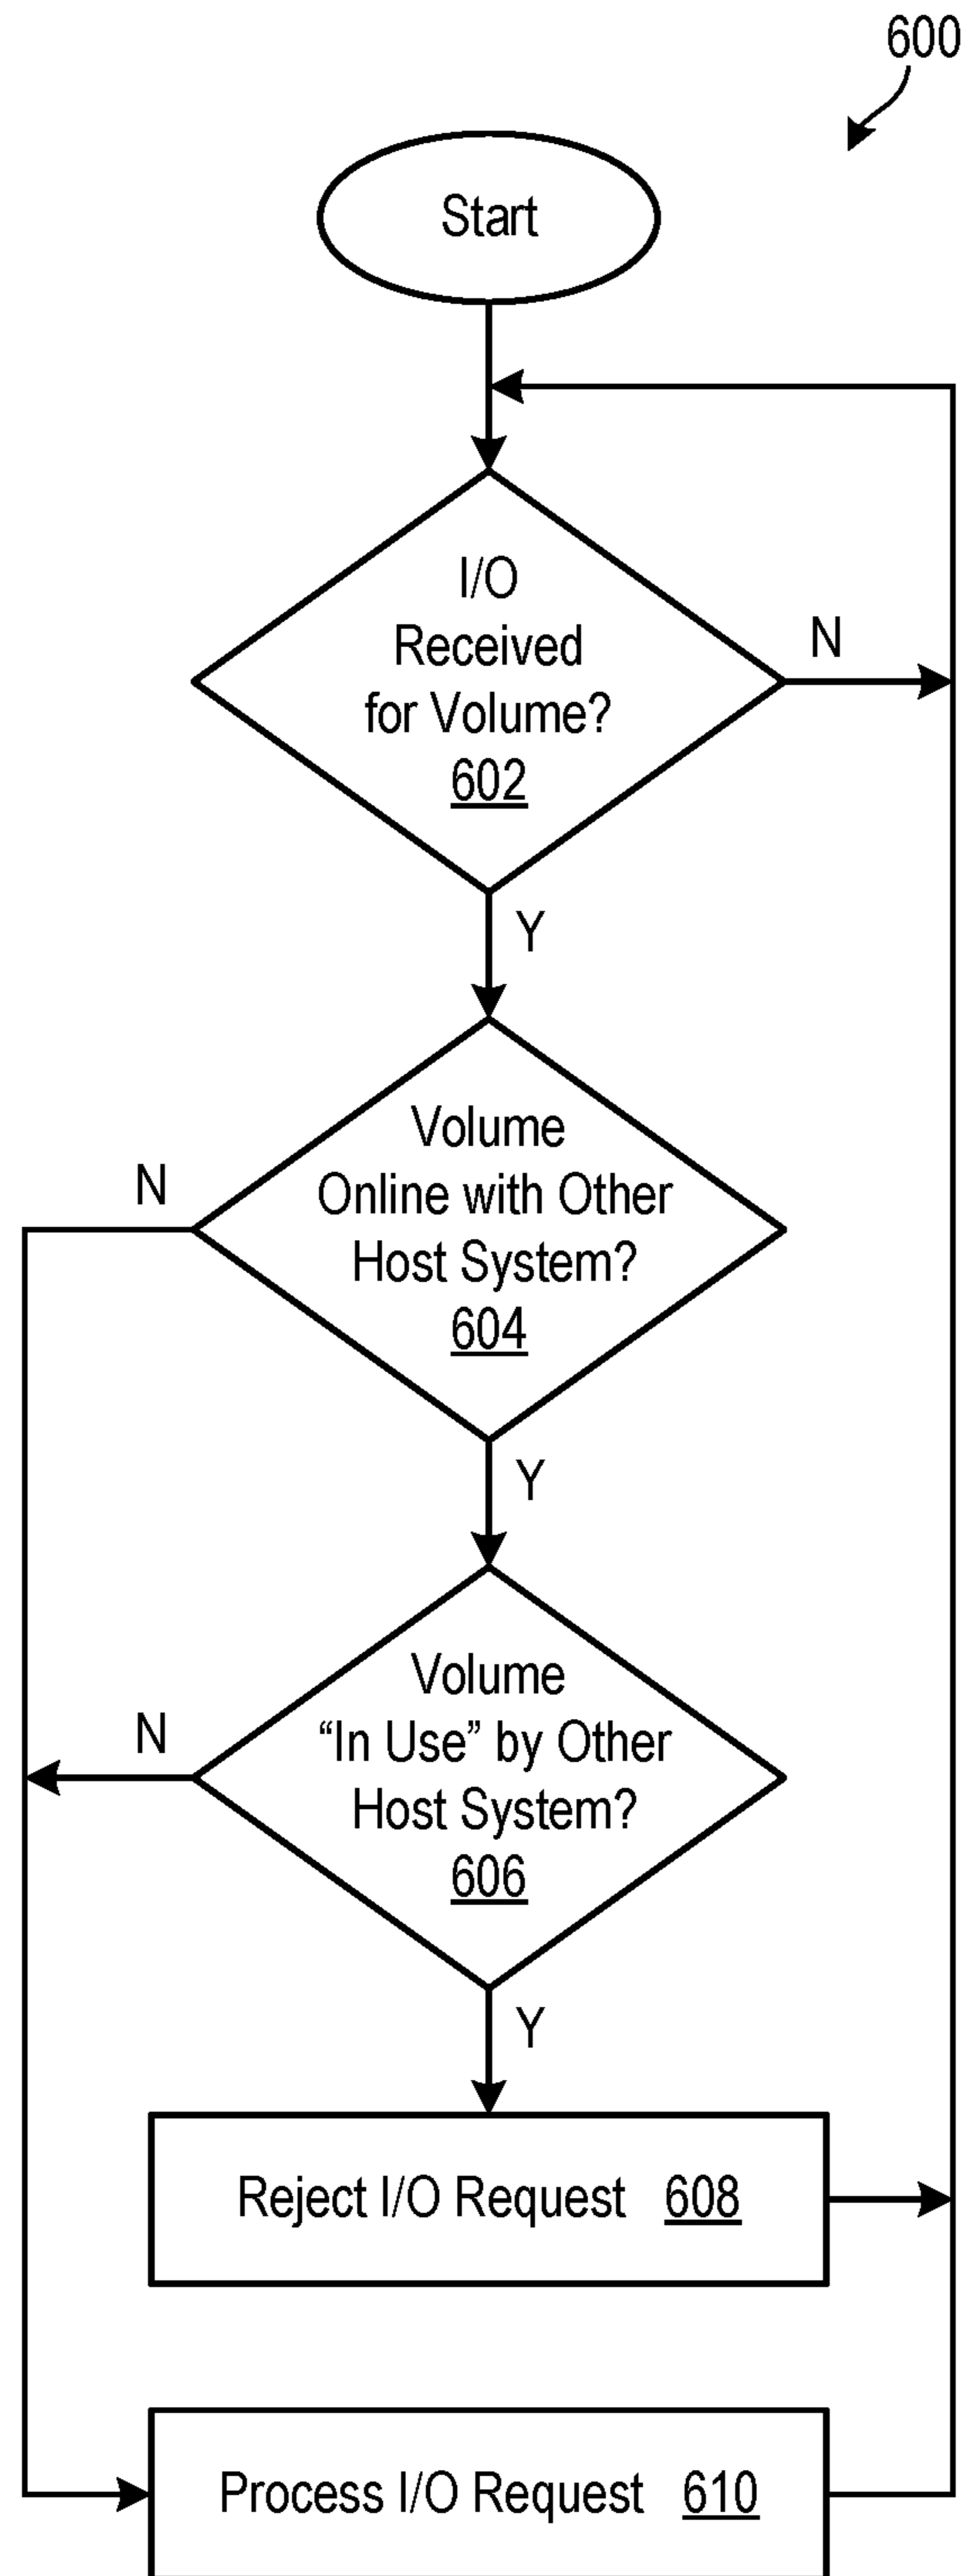 600
Start
I/O
Received
for Volume?
602
N
Y
Volume
Online with Other
Host System?
604
N
Y
Volume
“In Use” by Other
Host System?
606
N
Y
Reject I/O Request 608
Process I/O Request 610